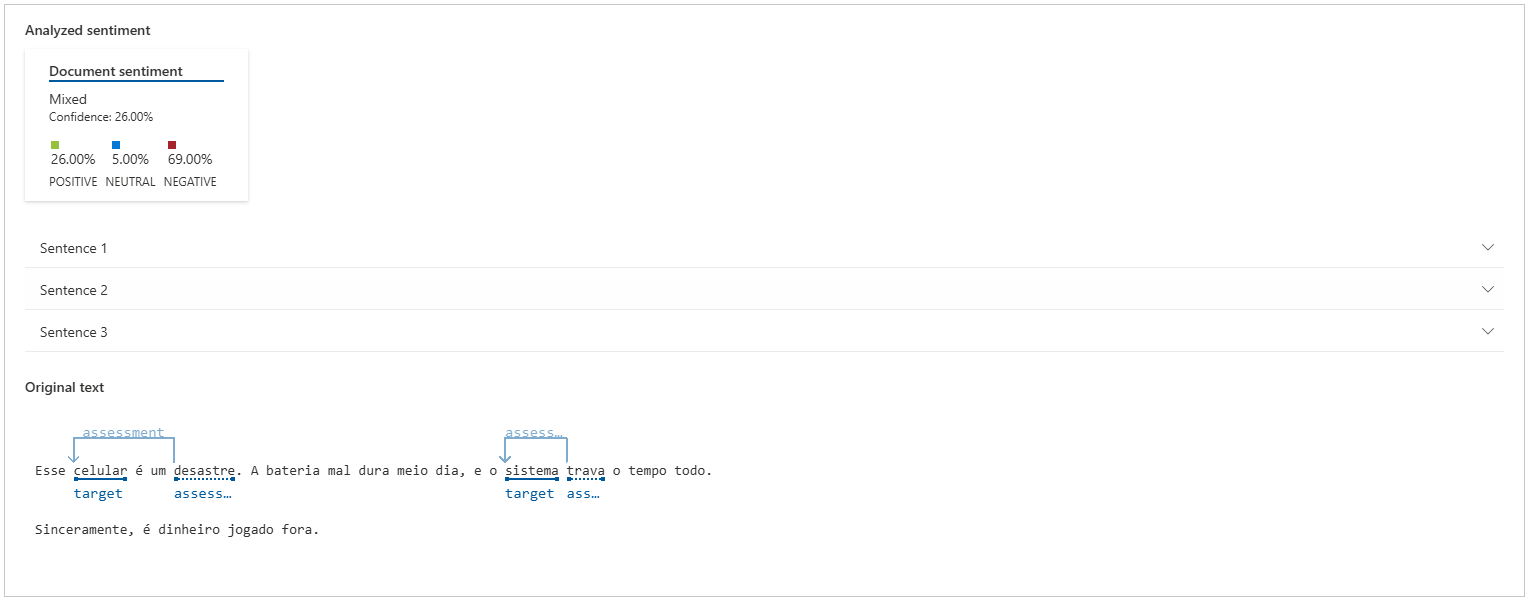 Analyzed sentiment
Document sentiment
Mixed
Confidence: 26.00%
26.00% 5.00% 69.00%
POSITIVE NEUTRAL NEGATIVE
Sentence 1
Sentence 2
Sentence 3
Original text
assessment assess…
Esse celular é um desastre. A bateria mal dura meio dia, e o sistema trava o tempo todo.
target assess… target ass…
Sinceramente, é dinheiro jogado fora.